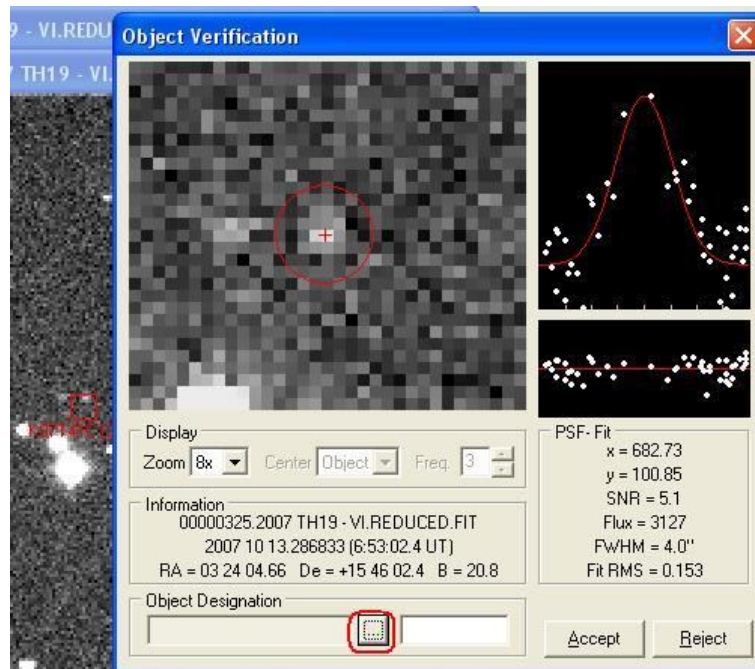 9 - VI.REDU
TH19 - VI.
Object Verification
Display
Zoom 8x Center Object Freq. 3
Information
00000325.2007 TH19 - VI.REDUCED.FIT
2007 10 13.286833 (6:53:02.4 UT)
RA = 03 24 04.66 De = +15 46 02.4 B = 20.8
Object Designation
...
PSF- Fit
x = 682.73
y = 100.85
SNR = 5.1
Flux = 3127
FWHM = 4.0''
Fit RMS = 0.153
Accept Reject